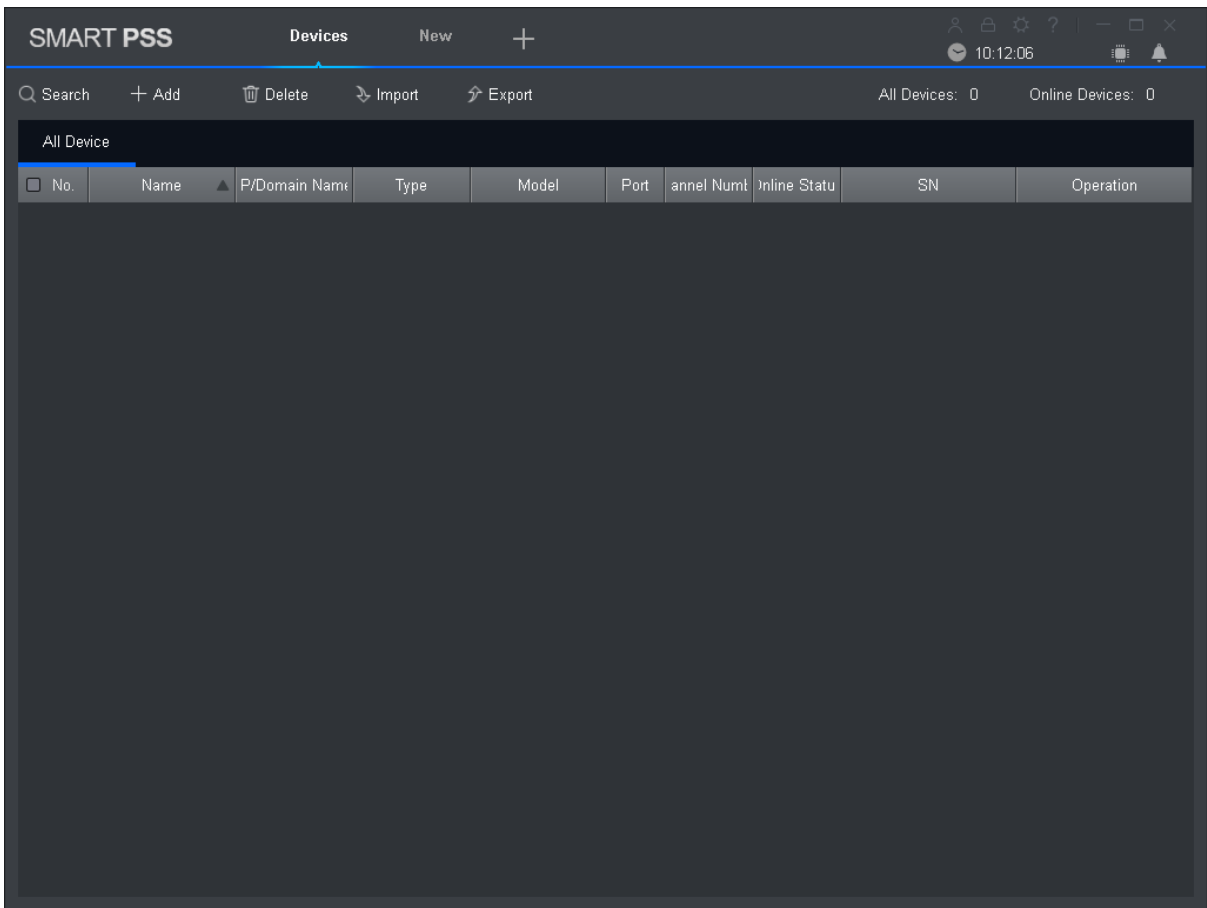 SMART PSS
Devices
New
10:12:06
Search
Add
Delete
Import
Export
All Devices: 0
Online Devices: 0
All Device
No.
Name
P/Domain Name
Type
Model
Port
annel Numb
Online Statu
SN
Operation